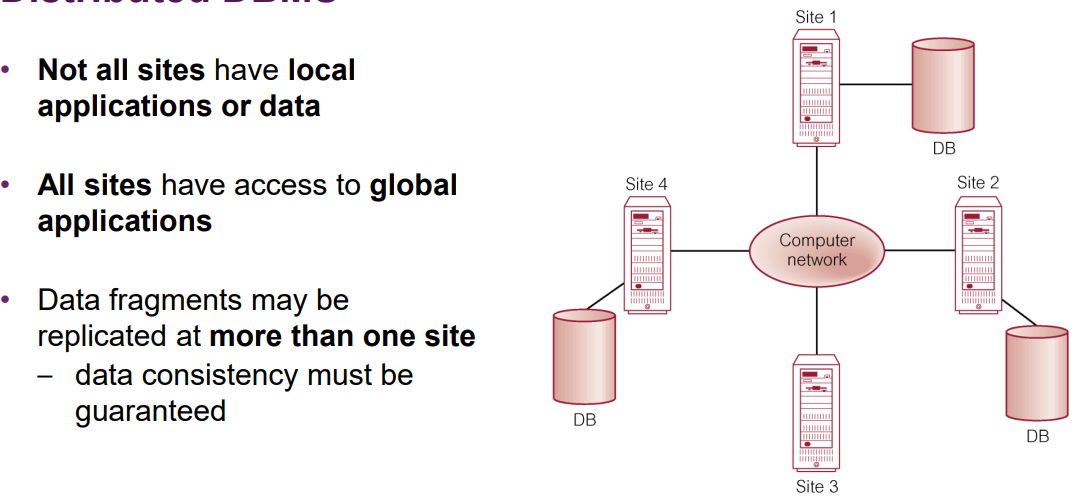 • Not all sites have local
applications or data
• All sites have access to global
applications
• Data fragments may be
replicated at more than one site
– data consistency must be
guaranteed
Site 1
DB
Site 4
Site 2
Computer
network
DB
DB
Site 3